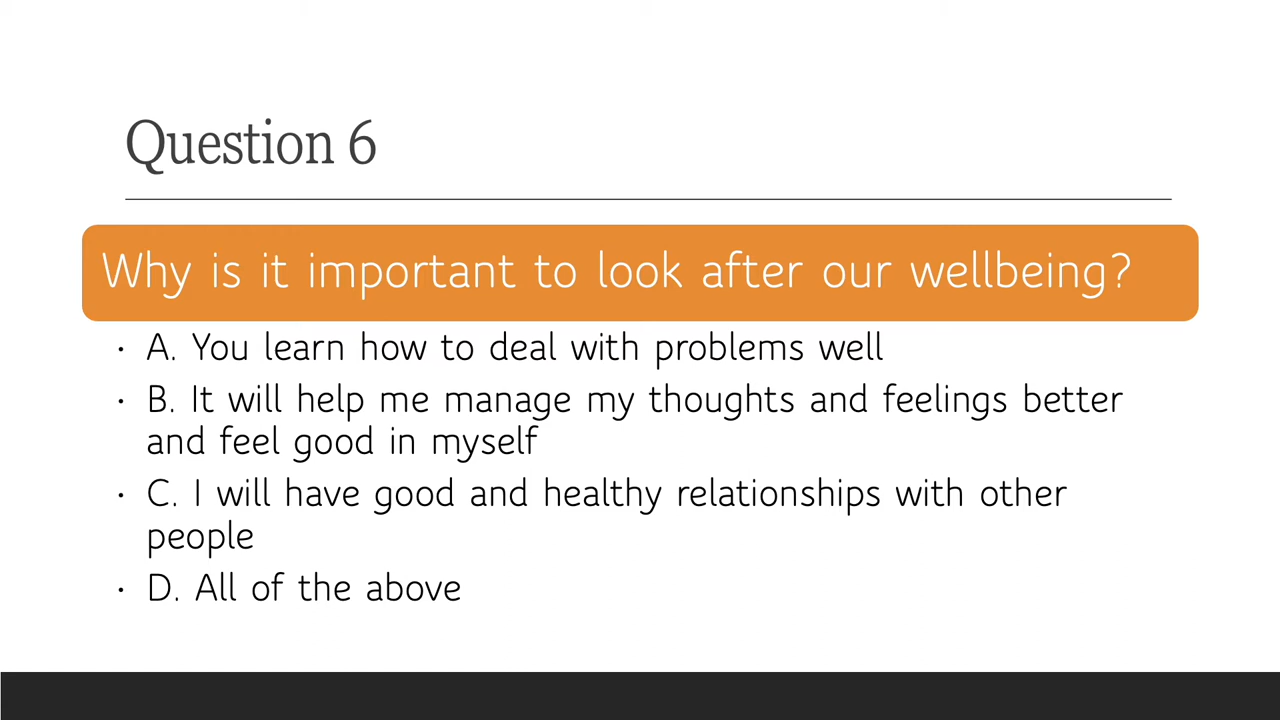 Question 6
Why is it important to look after our wellbeing?
· A. You learn how to deal with problems well
· B. It will help me manage my thoughts and feelings better
and feel good in myself
· C. I will have good and healthy relationships with other
people
· D. All of the above